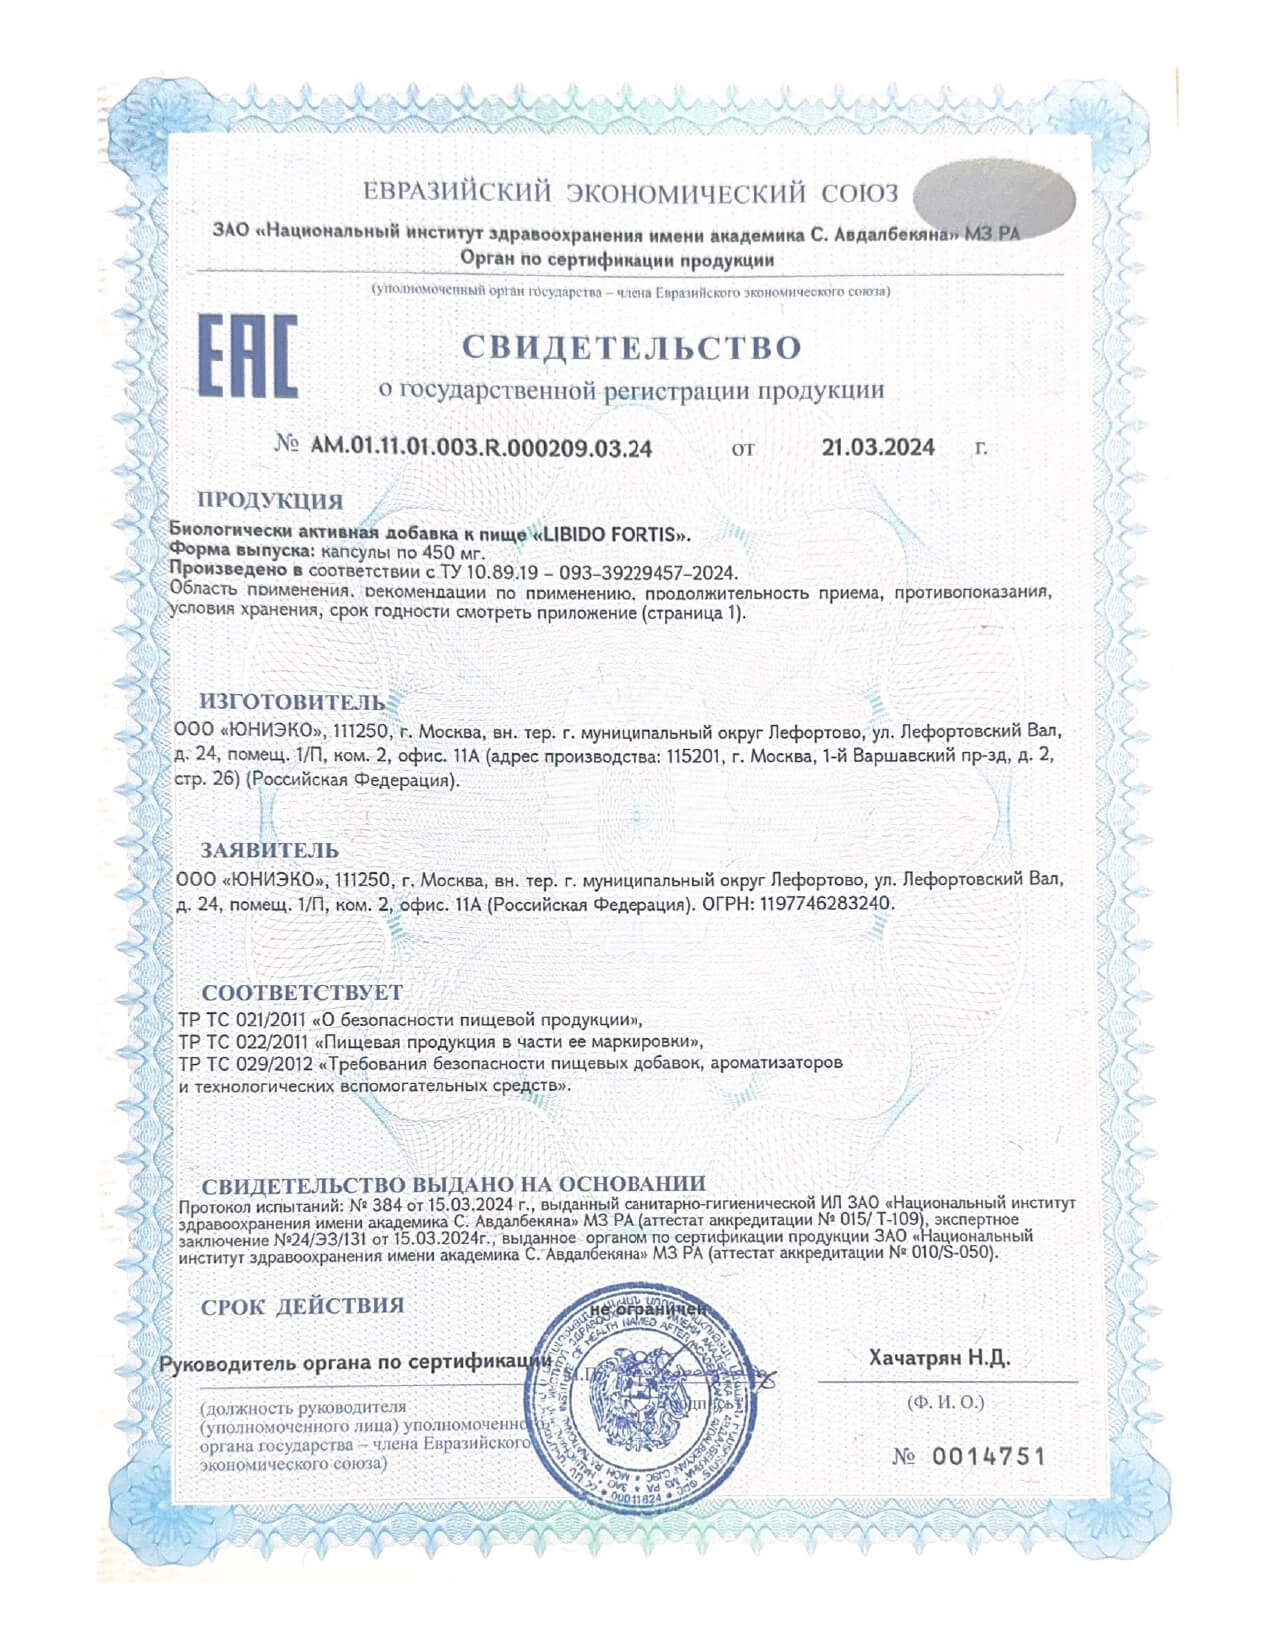 ЕВРАЗИЙСКИЙ ЭКОНОМИЧЕСКИЙ СОЮЗ
ЗАО «Национальный институт здравоохранения имени академика С. Авдалбекяна» МЗ РА
Орган по сертификации продукции
(уполномоченный орган государства – члена Евразийского экономического союза)
ЕАС
СВИДЕТЕЛЬСТВО
о государственной регистрации продукции
№ AM.01.11.01.003.R.000209.03.24 от 21.03.2024 г.
ПРОДУКЦИЯ
Биологически активная добавка к пище «LIBIDO FORTIS».
Форма выпуска: капсулы по 450 мг.
Произведено в соответствии с ТУ 10.89.19 – 093–39229457–2024.
Область применения, рекомендации по применению, продолжительность приема, противопоказания,
условия хранения, срок годности смотреть приложение (страница 1).
ИЗГОТОВИТЕЛЬ
ООО «ЮНИЭКО», 111250, г. Москва, вн. тер. г. муниципальный округ Лефортово, ул. Лефортовский Вал,
д. 24, помещ. 1/П, ком. 2, офис. 11А (адрес производства: 115201, г. Москва, 1-й Варшавский пр-зд, д. 2,
стр. 26) (Российская Федерация).
ЗАЯВИТЕЛЬ
ООО «ЮНИЭКО», 111250, г. Москва, вн. тер. г. муниципальный округ Лефортово, ул. Лефортовский Вал,
д. 24, помещ. 1/П, ком. 2, офис. 11А (Российская Федерация). ОГРН: 1197746283240.
СООТВЕТСТВУЕТ
ТР ТС 021/2011 «О безопасности пищевой продукции»,
ТР ТС 022/2011 «Пищевая продукция в части ее маркировки»,
ТР ТС 029/2012 «Требования безопасности пищевых добавок, ароматизаторов
и технологических вспомогательных средств».
СВИДЕТЕЛЬСТВО ВЫДАНО НА ОСНОВАНИИ
Протокол испытаний: № 384 от 15.03.2024 г., выданный санитарно-гигиенической ИЛ ЗАО «Национальный институт
здравоохранения имени академика С. Авдалбекяна» МЗ РА (аттестат аккредитации № 015/ Т-109), экспертное
заключение №24/ЭЗ/131 от 15.03.2024г., выданное органом по сертификации продукции ЗАО «Национальный
институт здравоохранения имени академика С. Авдалбекяна» МЗ РА (аттестат аккредитации № 010/S-050).
СРОК ДЕЙСТВИЯ не ограничен
Руководитель органа по сертификации Хачатрян Н.Д.
(должность руководителя (Ф. И. О.)
(уполномоченного лица) уполномоченного
органа государства – члена Евразийского
экономического союза)
№ 0014751
00011624